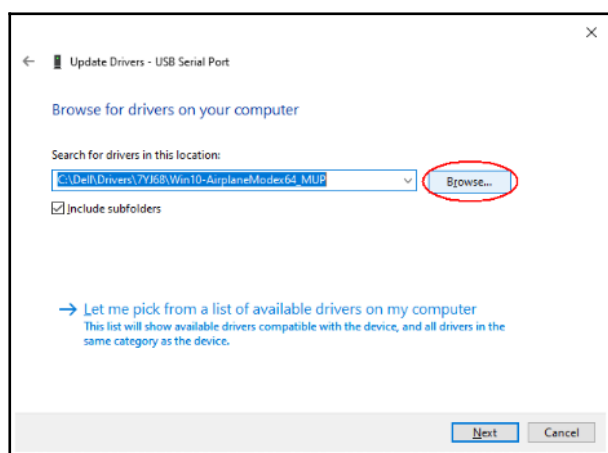 Update Drivers - USB Serial Port
Browse for drivers on your computer
Search for drivers in this location:
C:\Dell\Drivers\7YJ68\Win10-AirplaneModex64_MUP
Browse...
Include subfolders
Let me pick from a list of available drivers on my computer
This list will show available drivers compatible with the device, and all drivers in the
same category as the device.
Next
Cancel